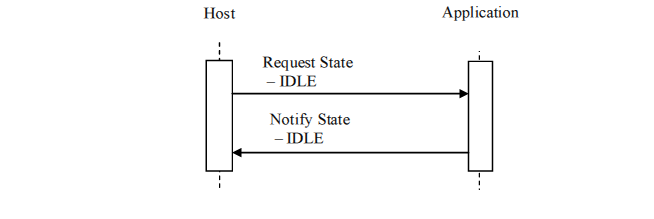 Host
Application
Request State
– IDLE
Notify State
– IDLE